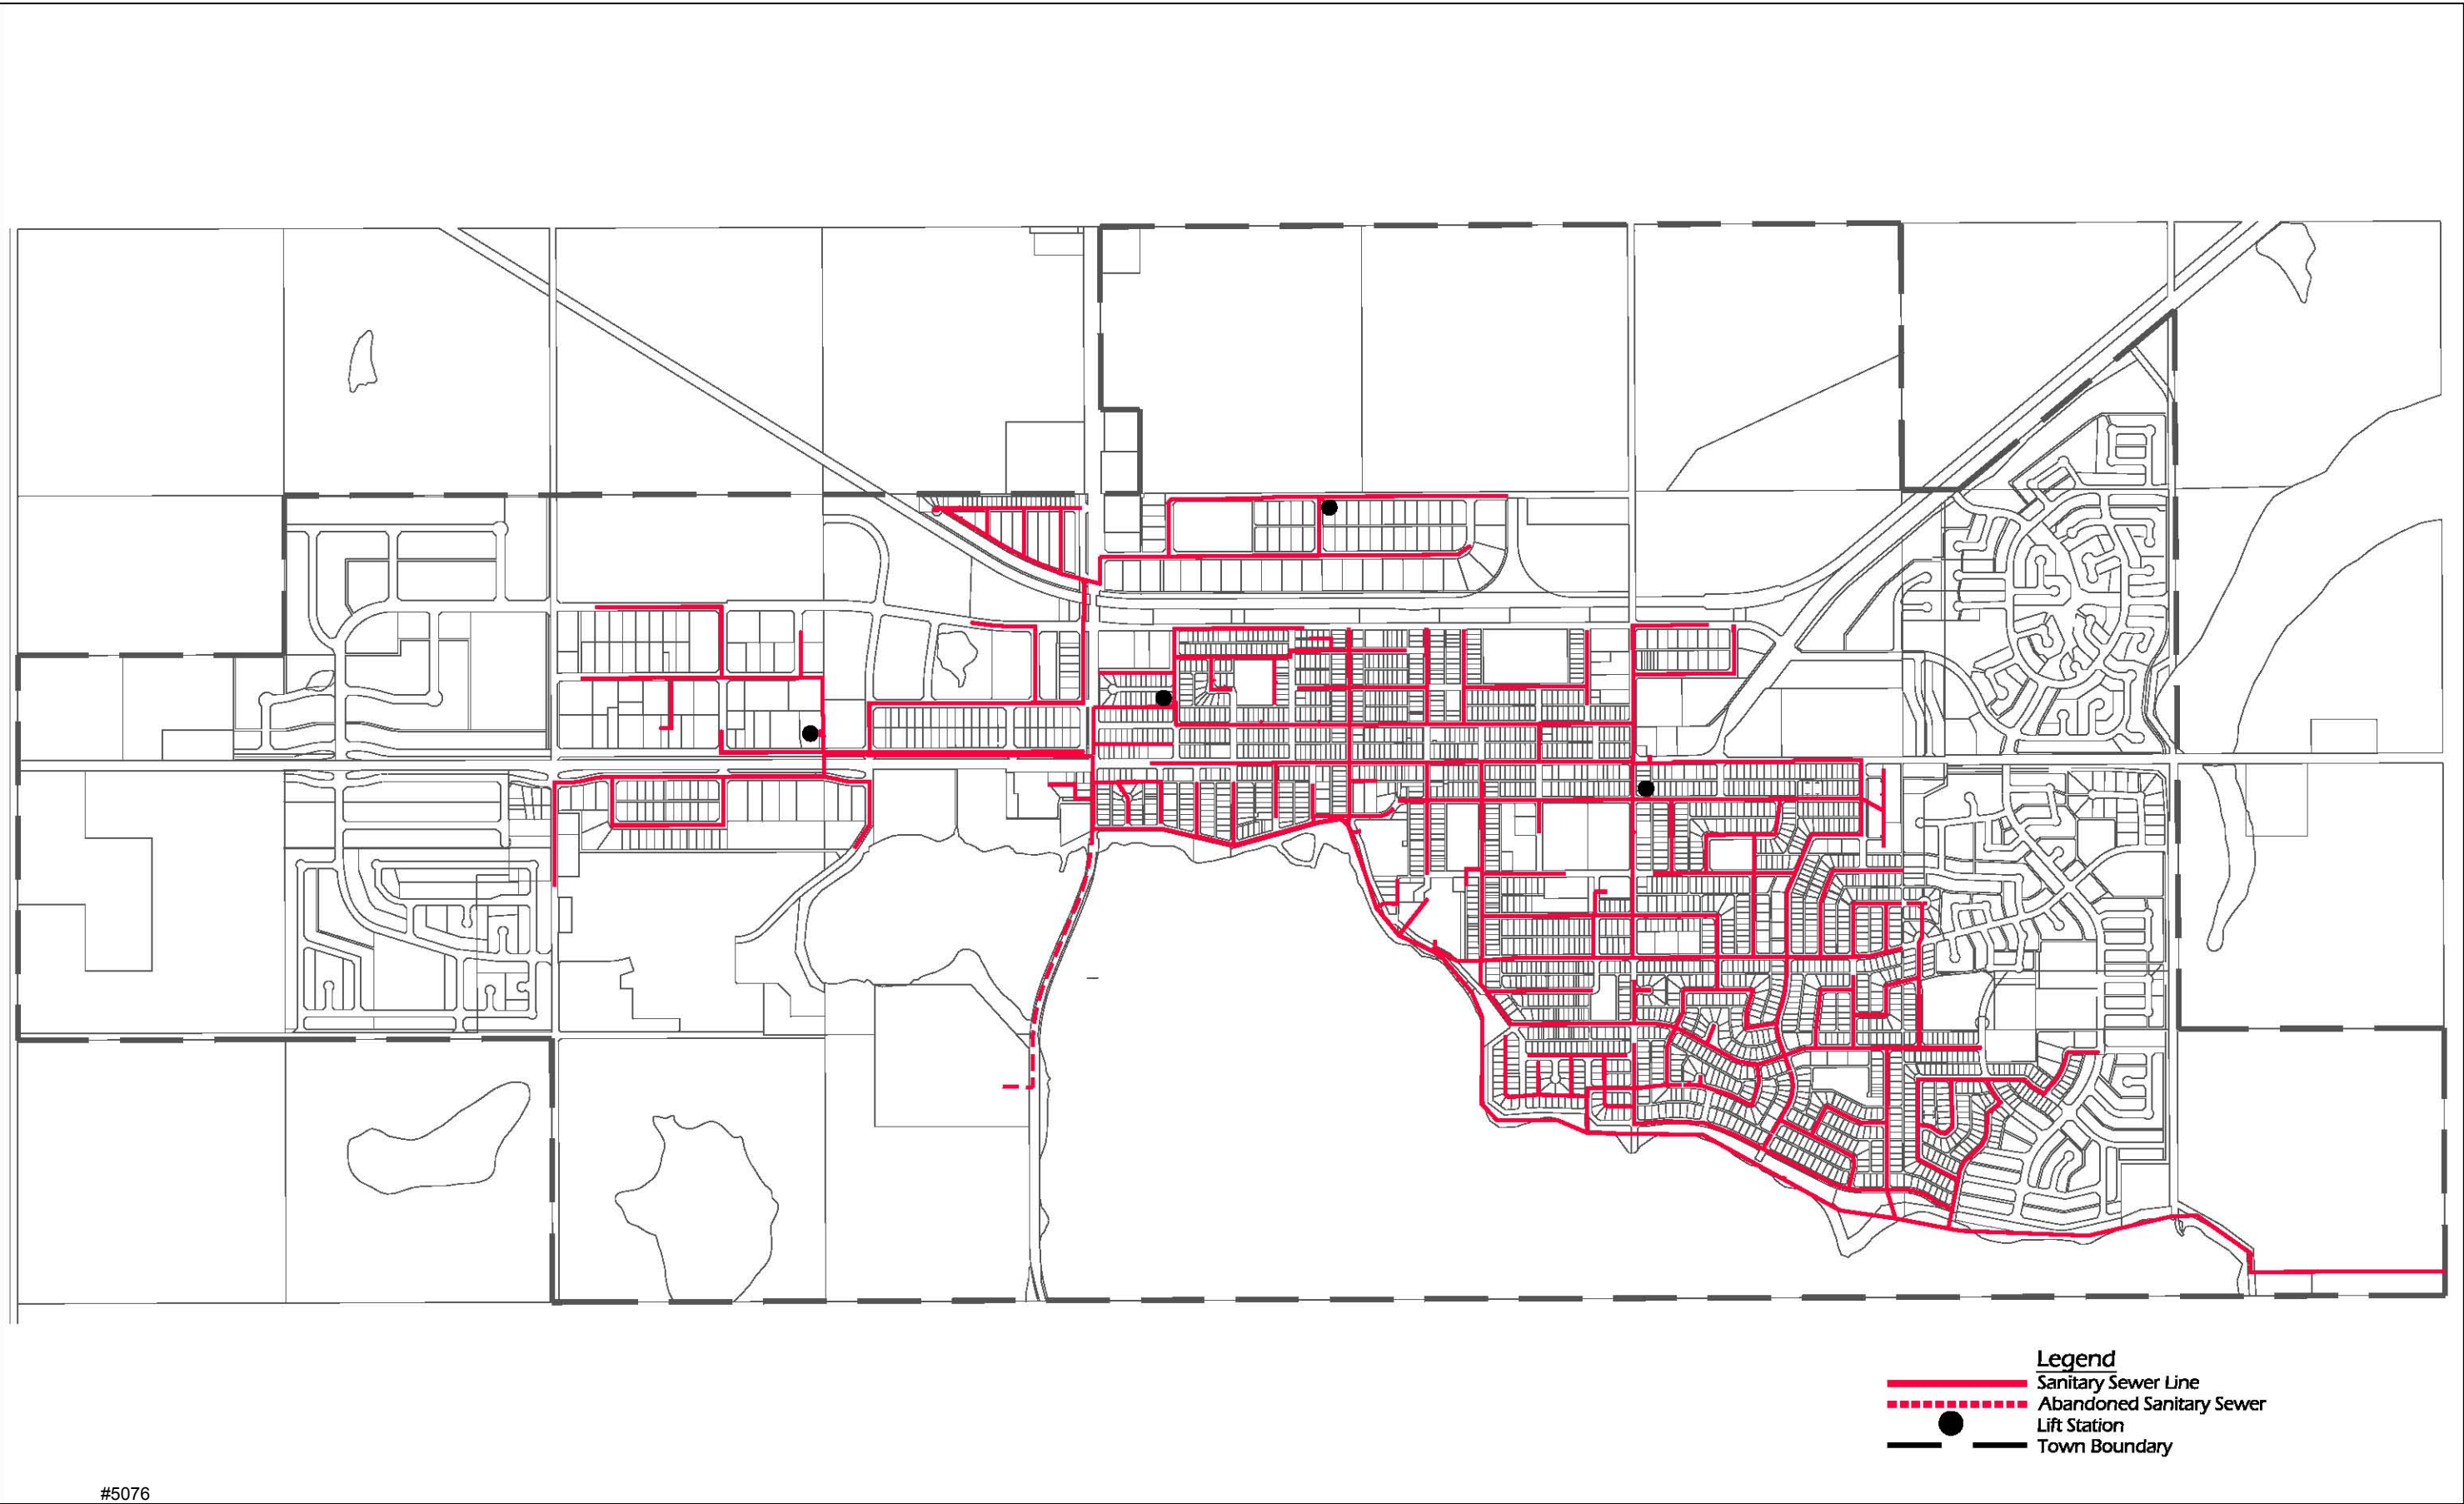 Legend
Sanitary Sewer Line
Abandoned Sanitary Sewer
Lift Station
Town Boundary
#5076